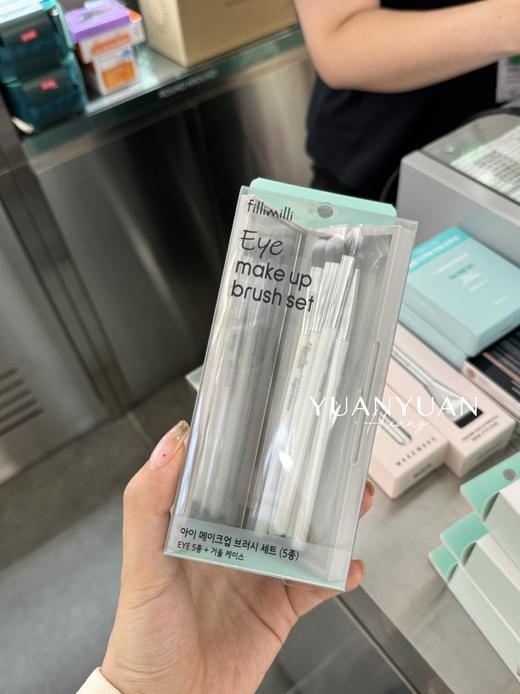 fillimilli
Eye
make up
brush set
YUANYUAN
Huang
아이 메이크업 브러시 세트 (5종)
EYE 5종 + 거울 케이스